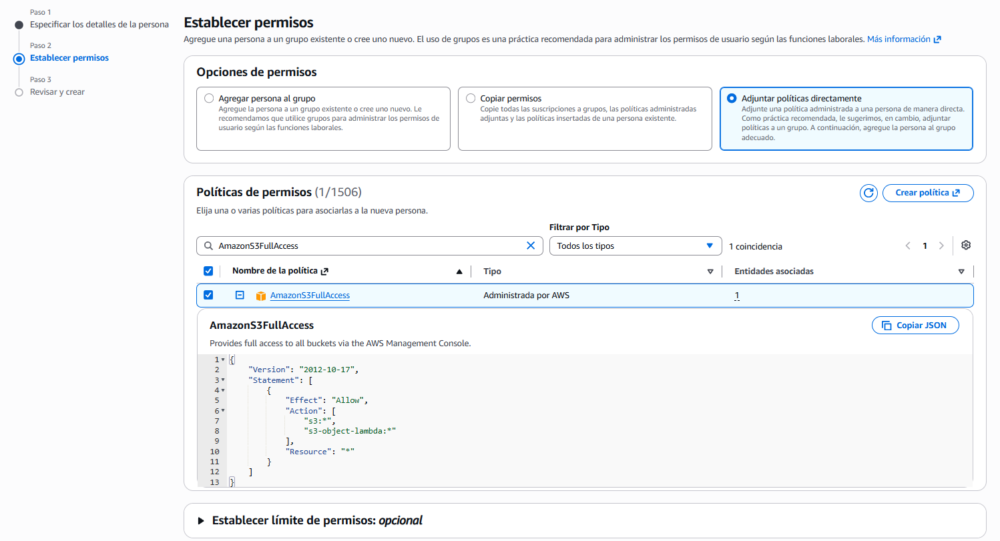 Paso 1
Especificar los detalles de la persona
Paso 2
Establecer permisos
Paso 3
Revisar y crear
Establecer permisos
Agregue una persona a un grupo existente o cree uno nuevo. El uso de grupos es una práctica recomendada para administrar los permisos de usuario según las funciones laborales. Más información
Opciones de permisos
Agregar persona al grupo
Agregue la persona a un grupo existente o cree uno nuevo. Le
recomendamos que utilice grupos para administrar los permisos de
usuario según las funciones laborales.
Copiar permisos
Copie todas las suscripciones a grupos, las políticas administradas
adjuntas y las políticas insertadas de una persona existente.
Adjuntar políticas directamente
Adjunte una política administrada a una persona de manera directa.
Como práctica recomendada, le sugerimos, en cambio, adjuntar
políticas a un grupo. A continuación, agregue la persona al grupo
adecuado.
Políticas de permisos (1/1506)
Crear política
Elija una o varias políticas para asociarlas a la nueva persona.
Filtrar por Tipo
AmazonS3FullAccess
Todos los tipos
1 coincidencia
1
Nombre de la política
Tipo
Entidades asociadas
AmazonS3FullAccess
Administrada por AWS
1
AmazonS3FullAccess
Copiar JSON
Provides full access to all buckets via the AWS Management Console.
1 {
2 "Version": "2012-10-17",
3 "Statement": [
4 {
5 "Effect": "Allow",
6 "Action": [
7 "s3:*",
8 "s3-object-lambda:*"
9 ],
10 "Resource": "*"
11 }
12 ]
13 }
Establecer límite de permisos: opcional